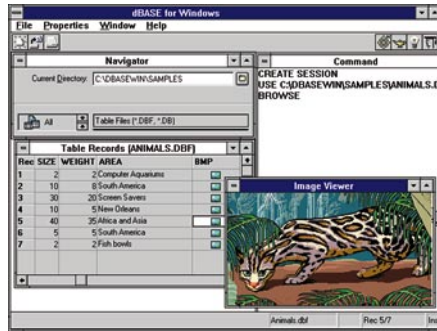 dBASE for Windows
File Properties Window Help
Navigator
Current Directory: C:\DBASEWIN\SAMPLES
All
Table Files (*.DBF, *.DB)
Command
CREATE SESSION
USE C:\DBASEWIN\SAMPLES\ANIMALS.D
BROWSE
Table Records (ANIMALS.DBF)
Rec SIZE WEIGHT AREA BMP
1 2 2 Computer Aquariums
2 10 8 South America
3 30 20 Screen Savers
4 10 5 New Orleans
5 40 35 Africa and Asia
6 5 5 South America
7 2 2 Fish bowls
Image Viewer
Animals.dbf Rec 5/7 Ins